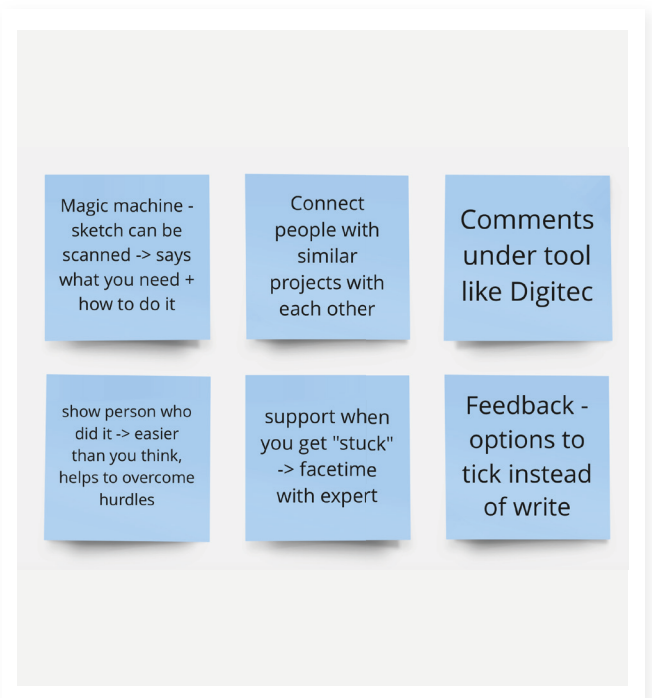 Magic machine -
sketch can be
scanned -> says
what you need +
how to do it
Connect
people with
similar
projects with
each other
Comments
under tool
like Digitec
show person who
did it -> easier
than you think,
helps to overcome
hurdles
support when
you get "stuck"
-> facetime
with expert
Feedback -
options to
tick instead
of write